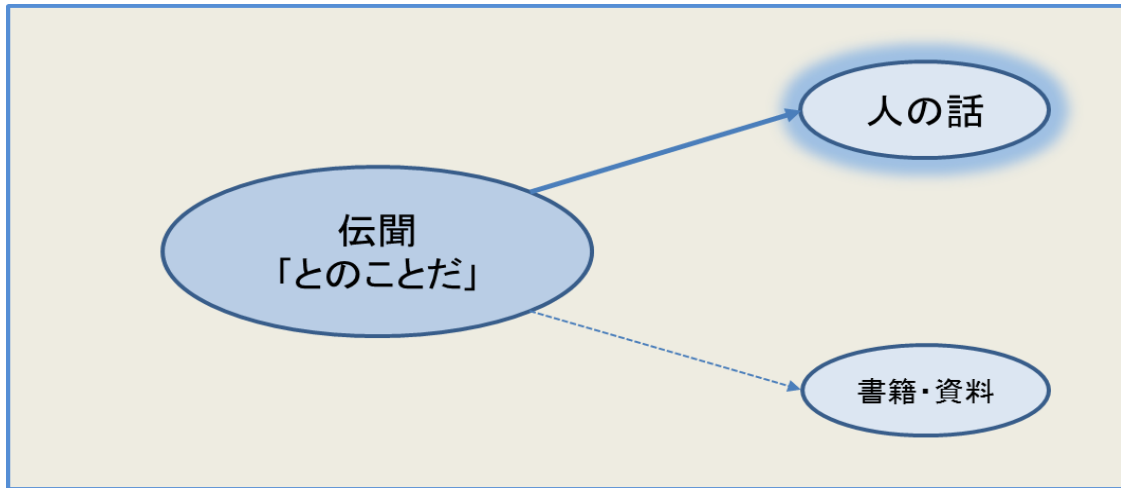 人の話
伝聞
「とのことだ」
書籍・資料